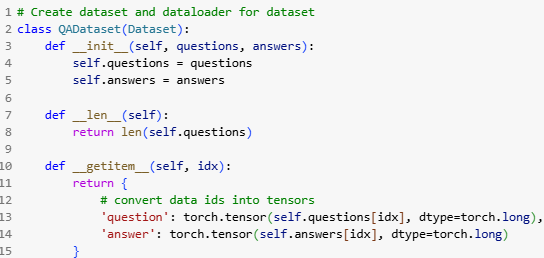 1 # Create dataset and dataloader for dataset
2 class QADataset(Dataset):
3     def __init__(self, questions, answers):
4         self.questions = questions
5         self.answers = answers
6
7     def __len__(self):
8         return len(self.questions)
9
10     def __getitem__(self, idx):
11         return {
12             # convert data ids into tensors
13             'question': torch.tensor(self.questions[idx], dtype=torch.long),
14             'answer': torch.tensor(self.answers[idx], dtype=torch.long)
15         }